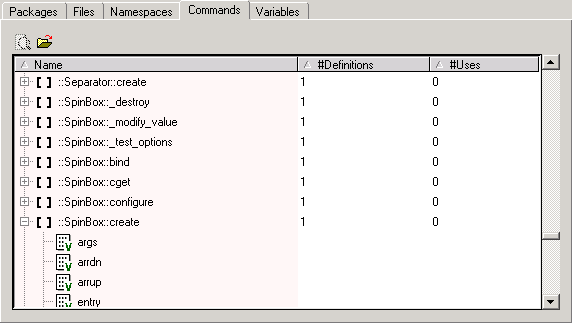 Packages Files Namespaces Commands Variables
Name #Definitions #Uses
[ ] ::Separator::create 1 0
[ ] ::SpinBox::_destroy 1 0
[ ] ::SpinBox::_modify_value 1 0
[ ] ::SpinBox::_test_options 1 0
[ ] ::SpinBox::bind 1 0
[ ] ::SpinBox::cget 1 0
[ ] ::SpinBox::configure 1 0
[ ] ::SpinBox::create 1 0
args
arrdn
arrup
entry